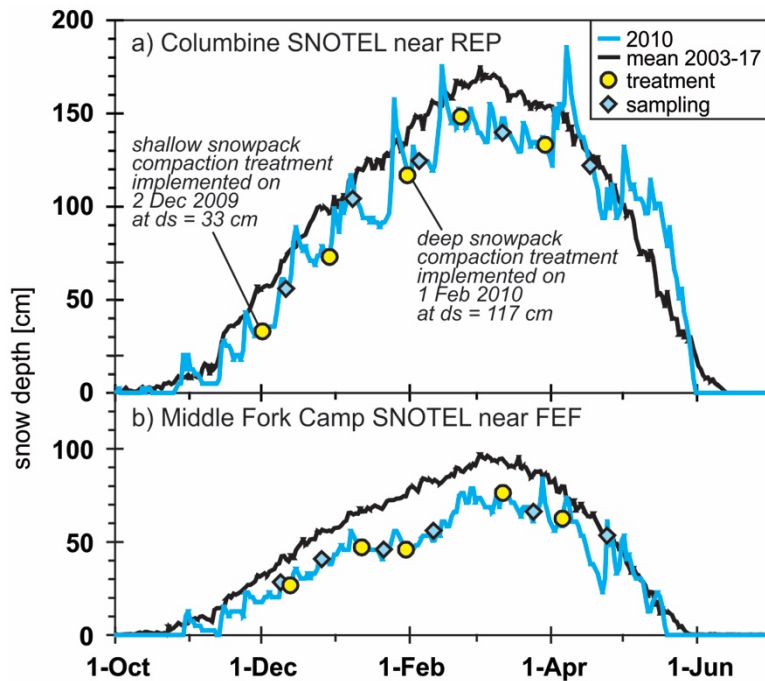 200
150
100
50
0
a) Columbine SNOTEL near REP
2010
mean 2003-17
treatment
sampling
shallow snowpack
compaction treatment
implemented on
2 Dec 2009
at ds = 33 cm
deep snowpack
compaction treatment
implemented on
1 Feb 2010
at ds = 117 cm
snow depth [cm]
b) Middle Fork Camp SNOTEL near FEF
100
50
0
1-Oct
1-Dec
1-Feb
1-Apr
1-Jun